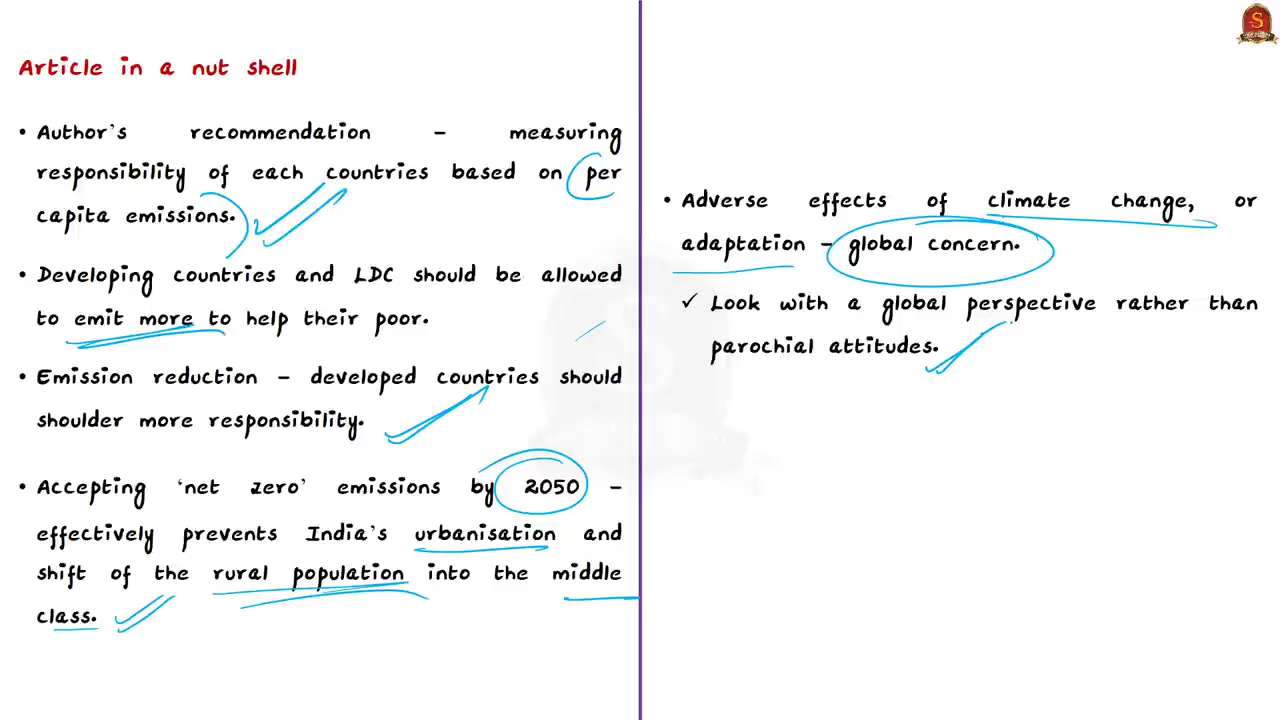 Article in a nut shell
• Author's recommendation – measuring
responsibility of each countries based on per
capita emissions.
• Developing countries and LDC should be allowed
to emit more to help their poor.
• Emission reduction – developed countries should
shoulder more responsibility.
• Accepting 'net zero' emissions by 2050 –
effectively prevents India's urbanisation and
shift of the rural population into the middle
class.
• Adverse effects of climate change, or
adaptation – global concern.
✓ Look with a global perspective rather than
parochial attitudes.